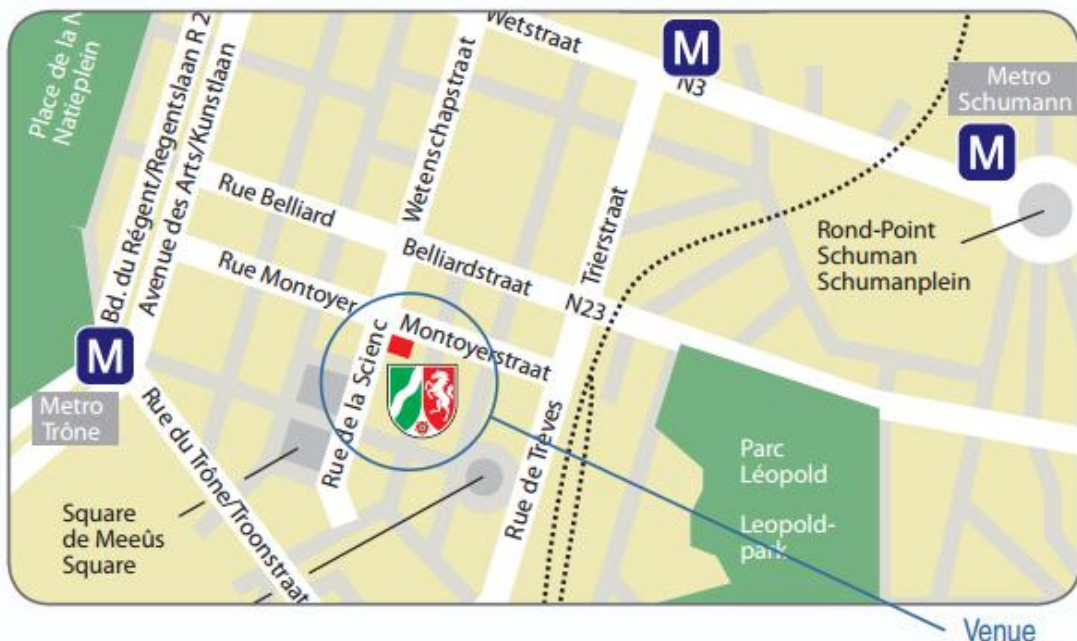 Place de la N
Natieplein
Bd. du Régent/Regentslaan R 2
Avenue des Arts/Kunstlaan
Wetenschapstraat
Wetstraat
M
N3
Metro
Schumann
M
Rue Belliard
Belliardstraat
N23
Trierstraat
Rond-Point
Schuman
Schumanplein
Rue Montoyer
Montoyerstraat
M
Metro
Trône
Rue de la Scienc
Rue de Treves
Rue du Trône/Troonstraat
Square
de Meeûs
Square
Parc
Léopold
Leopold-
park
Venue